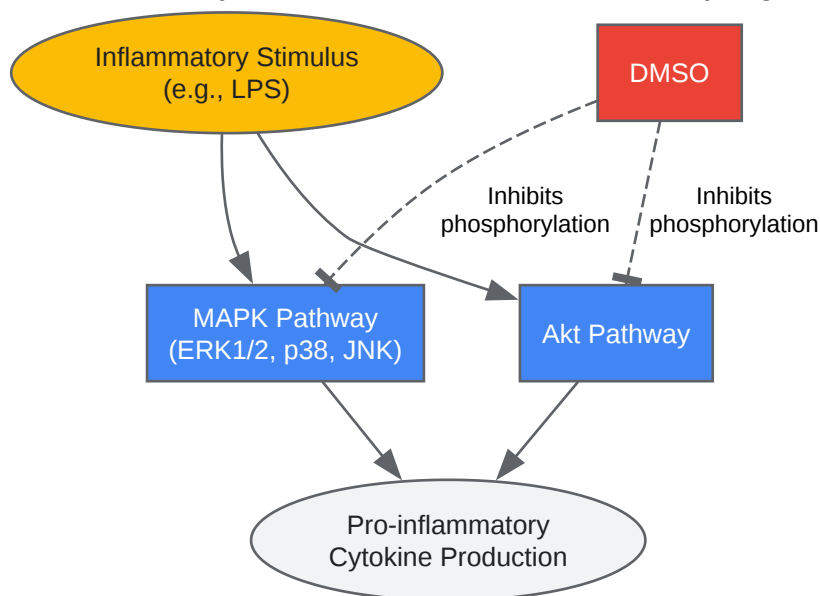 Inflammatory Stimulus
(e.g., LPS)
DMSO
Inhibits
phosphorylation
Inhibits
phosphorylation
MAPK Pathway
(ERK1/2, p38, JNK)
Akt Pathway
Pro-inflammatory
Cytokine Production